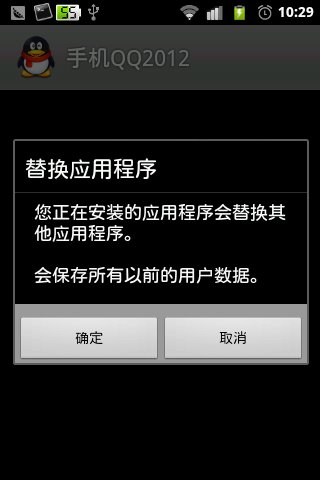 55
10:29
手机QQ2012
替换应用程序
您正在安装的应用程序会替换其
他应用程序。
会保存所有以前的用户数据。
确定
取消